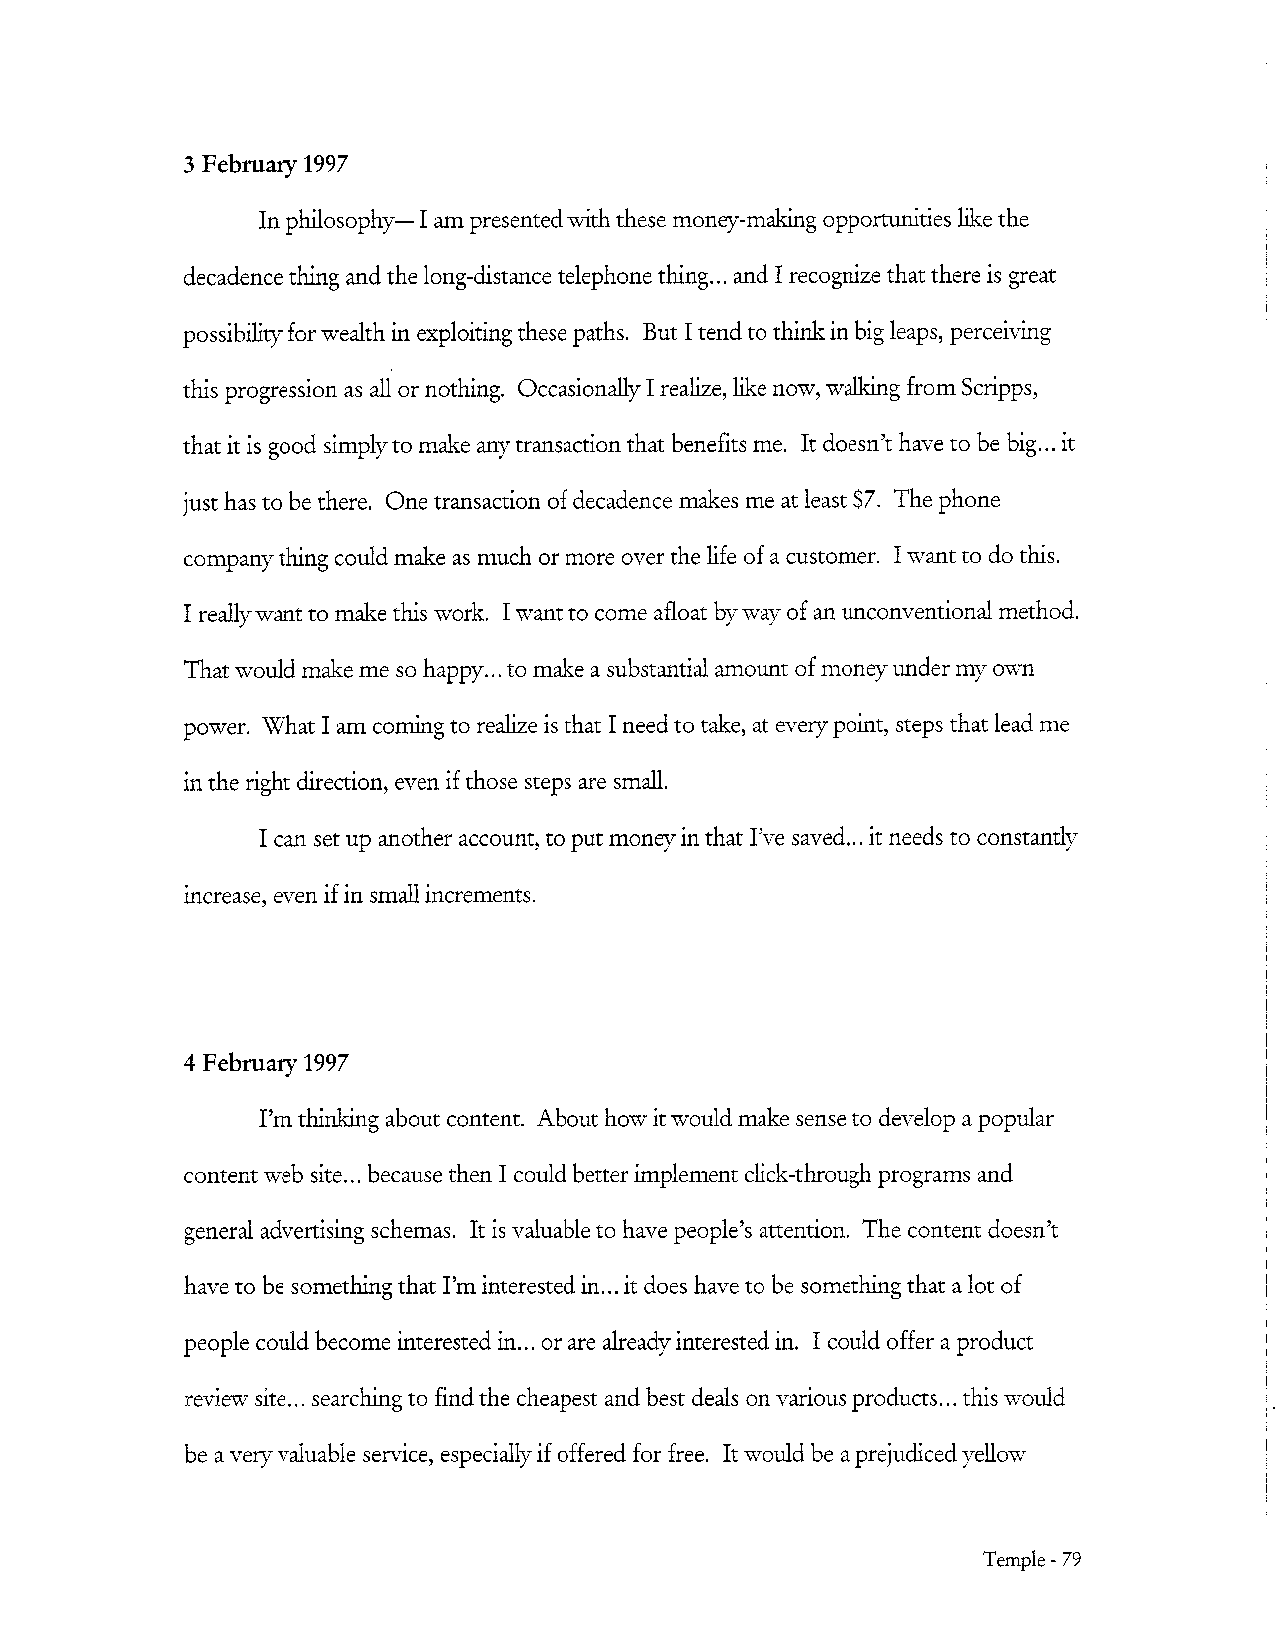 3 February 1997
In philosophy— I am presented with these money-making opportunities like the
decadence thing and the long-distance telephone thing... and I recognize that there is great
possibility for wealth in exploiting these paths. But I tend to think in big leaps, perceiving
this progression as all or nothing. Occasionally I realize, like now, walking from Scripps,
that it is good simply to make any transaction that benefits me. It doesn't have to be big... it
just has to be there. One transaction of decadence makes me at least $7. The phone
company thing could make as much or more over the life of a customer. I want to do this.
I really want to make this work. I want to come afloat by way of an unconventional method.
That would make me so happy... to make a substantial amount of money under my own
power. What I am coming to realize is that I need to take, at every point, steps that lead me
in the right direction, even if those steps are small.
I can set up another account, to put money in that I've saved... it needs to constantly
increase, even if in small increments.
4 February 1997
I'm thinking about content. About how it would make sense to develop a popular
content web site... because then I could better implement click-through programs and
general advertising schemas. It is valuable to have people's attention. The content doesn't
have to be something that I'm interested in... it does have to be something that a lot of
people could become interested in... or are already interested in. I could offer a product
review site... searching to find the cheapest and best deals on various products... this would
be a very valuable service, especially if offered for free. It would be a prejudiced yellow
Temple - 79